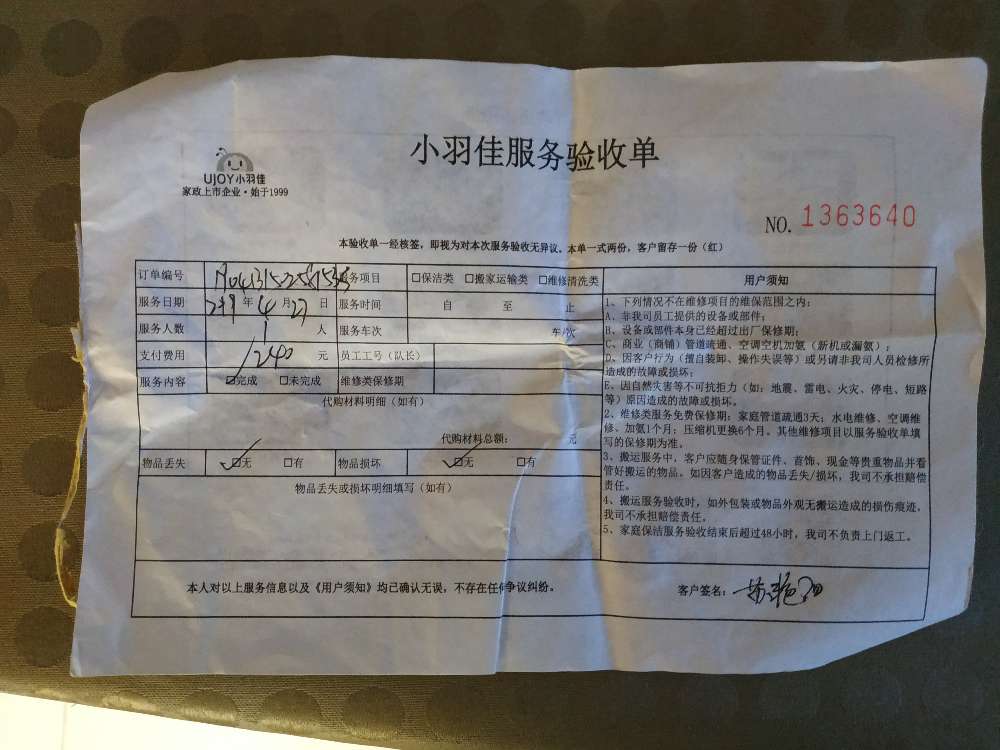 小羽佳服务验收单
UJOY小羽佳
家政上市企业·始于1999
NO. 1363640
本验收单一经核签，即视为对本次服务验收无异议。本单一式两份，客户留存一份（红）
订单编号 服务项目 □保洁类 □搬家运输类 □维修清洗类
服务日期 年 4 月 27 日 服务时间 自 至 止
服务人数 1 人 服务车次 车/次
支付费用 1240 元 员工工号（队长）
服务内容 ☑完成 □未完成 维修类保修期
代购材料明细（如有）
代购材料总额： 元
物品丢失 ☑无 □有 物品损坏 ☑无 □有
物品丢失或损坏明细填写（如有）
用户须知
1、下列情况不在维修项目的维保范围之内：
A、非我司员工提供的设备或部件；
B、设备或部件本身已经超过出厂保修期；
C、商业（商铺）管道疏通、空调空机加氨（新机或漏氨）；
D、因客户行为（擅自装卸、操作失误等）或另请非我司人员检修所
造成的故障或损坏；
E、因自然灾害等不可抗拒力（如：地震、雷电、火灾、停电、短路
等）原因造成的故障或损坏。
2、维修类服务免费保修期：家庭管道疏通3天；水电维修、空调维
修、加氨1个月；压缩机更换6个月。其他维修项目以服务验收单填
写的保修期为准。
3、搬运服务中，客户应随身保管证件、首饰、现金等贵重物品并看
管好搬运的物品。如因客户造成的物品丢失/损坏，我司不承担赔偿
责任。
4、搬运服务验收时，如外包装或物品外观无搬运造成的损伤痕迹，
我司不承担赔偿责任。
5、家庭保洁服务验收结束后超过48小时，我司不负责上门返工。
本人对以上服务信息以及《用户须知》均已确认无误，不存在任何争议纠纷。
客户签名：